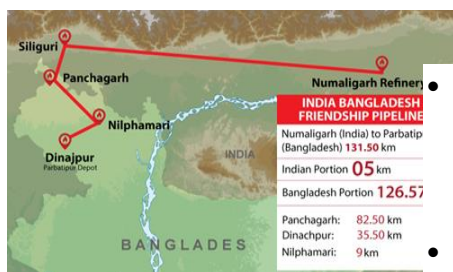 Siliguri
Panchagarh
Numaligarh Refinery
Nilphamari
Dinajpur
Parbatipur Depot
INDIA
BANGLADES
INDIA BANGLADESH
FRIENDSHIP PIPELINE
Numaligarh (India) to Parbatip
(Bangladesh) 131.50 km
Indian Portion 05 km
Bangladesh Portion 126.57
Panchagarh: 82.50 km
Dinachpur: 35.50 km
Nilphamari: 9 km